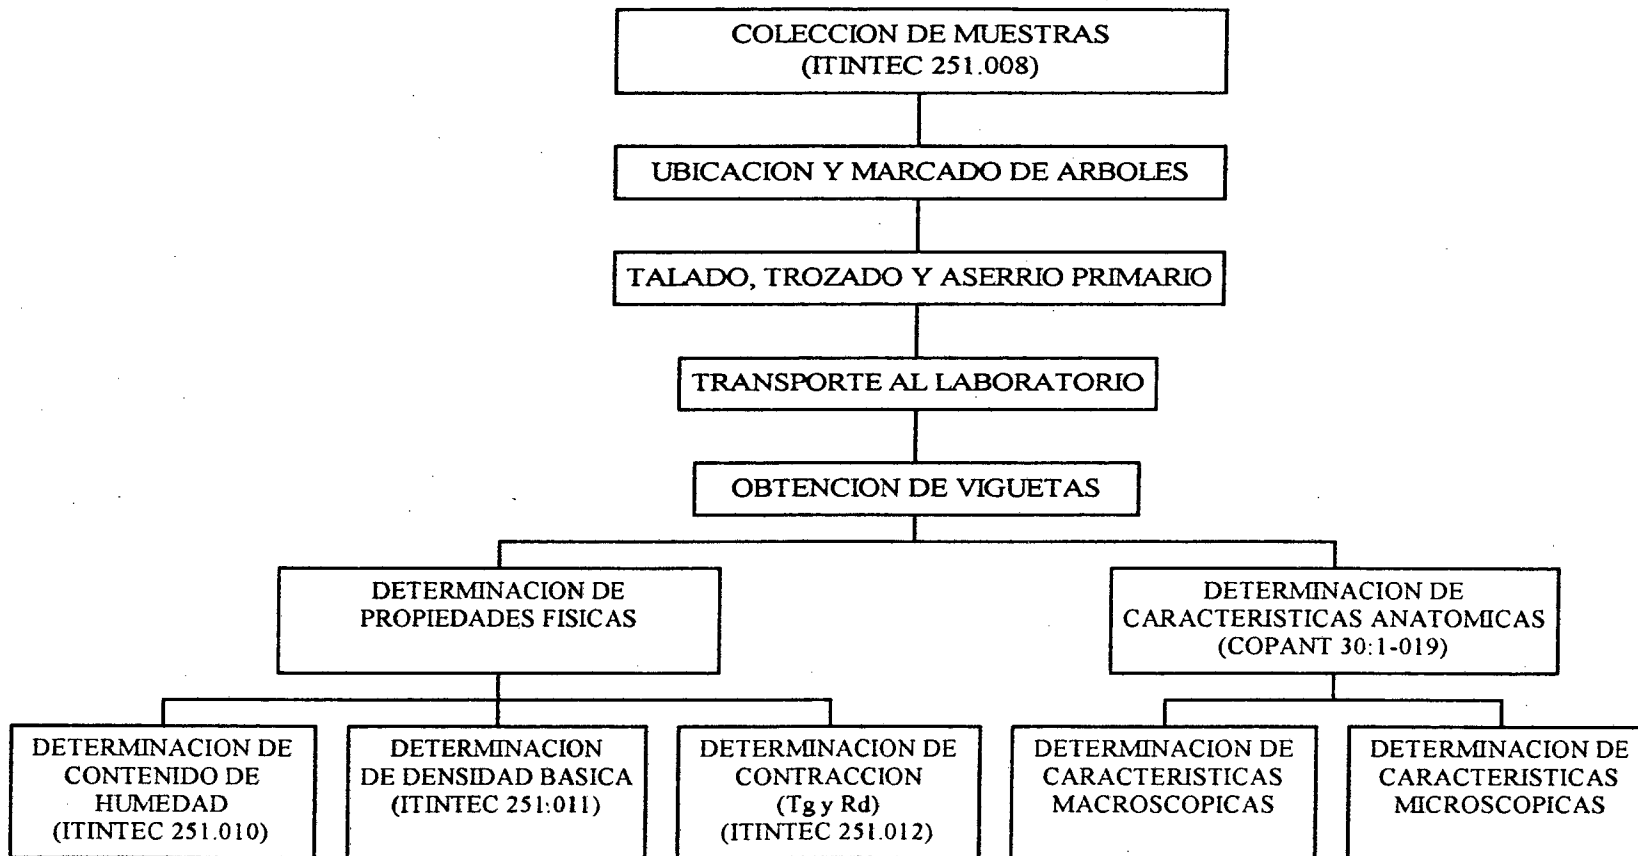 COLECCION DE MUESTRAS
(ITINTEC 251.008)
UBICACION Y MARCADO DE ARBOLES
TALADO, TROZADO Y ASERRIO PRIMARIO
TRANSPORTE AL LABORATORIO
OBTENCION DE VIGUETAS
DETERMINACION DE
PROPIEDADES FISICAS
DETERMINACION DE
CARACTERISTICAS ANATOMICAS
(COPANT 30:1-019)
DETERMINACION DE
CONTENIDO DE
HUMEDAD
(ITINTEC 251.010)
DETERMINACION
DE DENSIDAD BASICA
(ITINTEC 251:011)
DETERMINACION DE
CONTRACCION
(Tg y Rd)
(ITINTEC 251.012)
DETERMINACION DE
CARACTERISTICAS
MACROSCOPICAS
DETERMINACION DE
CARACTERISTICAS
MICROSCOPICAS